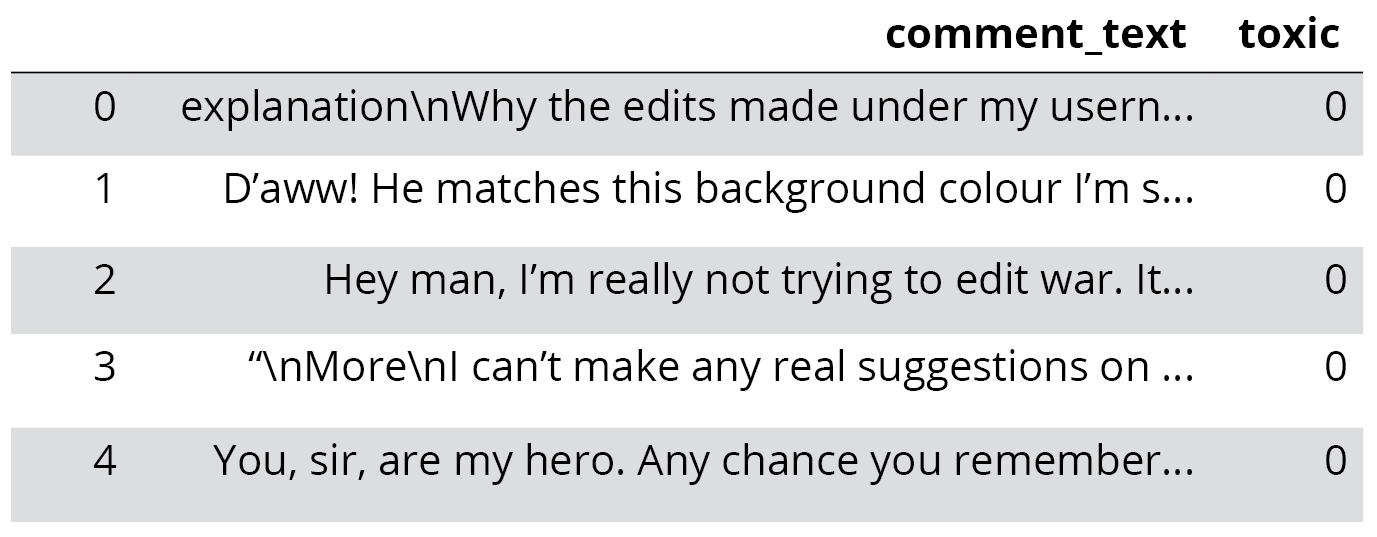 comment_text toxic
0 explanation\nWhy the edits made under my usern... 0
1 D’aww! He matches this background colour I’m s... 0
2 Hey man, I’m really not trying to edit war. It... 0
3 “\nMore\nI can’t make any real suggestions on ... 0
4 You, sir, are my hero. Any chance you remember... 0